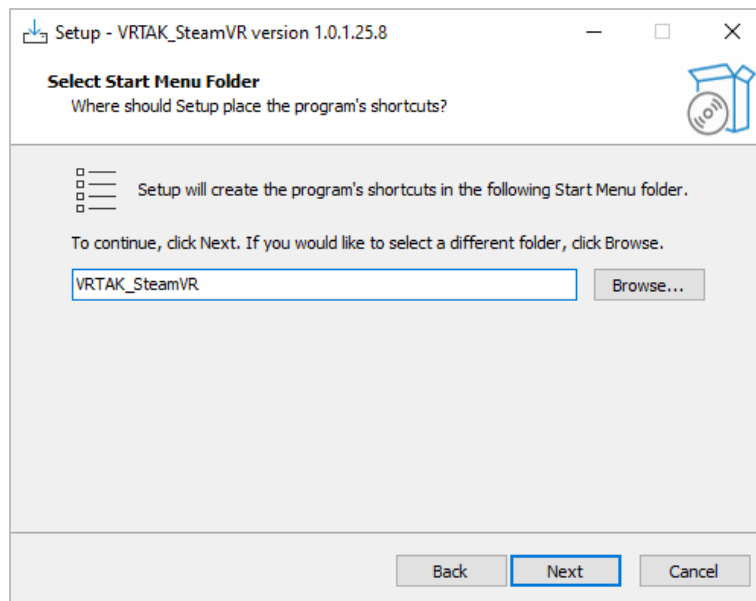 Setup - VRTAK_SteamVR version 1.0.1.25.8
Select Start Menu Folder
Where should Setup place the program's shortcuts?
Setup will create the program's shortcuts in the following Start Menu folder.
To continue, click Next. If you would like to select a different folder, click Browse.
VRTAK_SteamVR
Browse...
Back
Next
Cancel